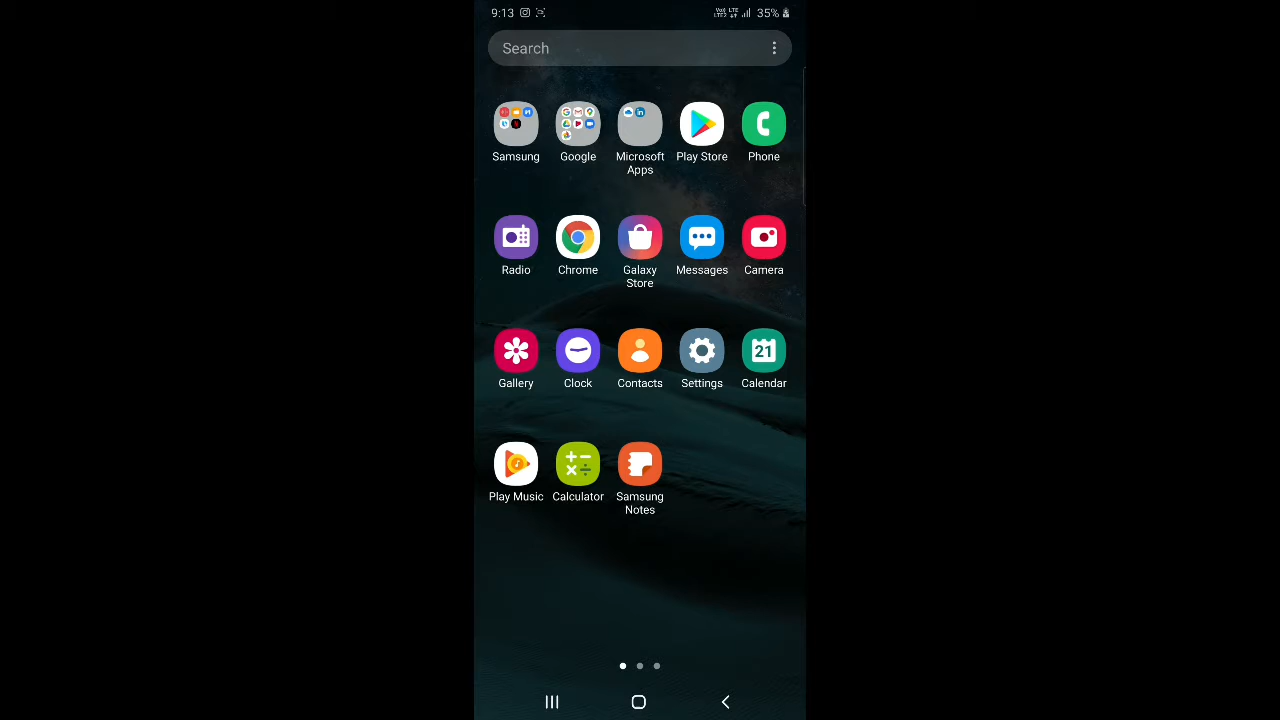 9:13 35%
Search
Samsung Google Microsoft Apps Play Store Phone
Radio Chrome Galaxy Store Messages Camera
21
Gallery Clock Contacts Settings Calendar
Play Music Calculator Samsung Notes